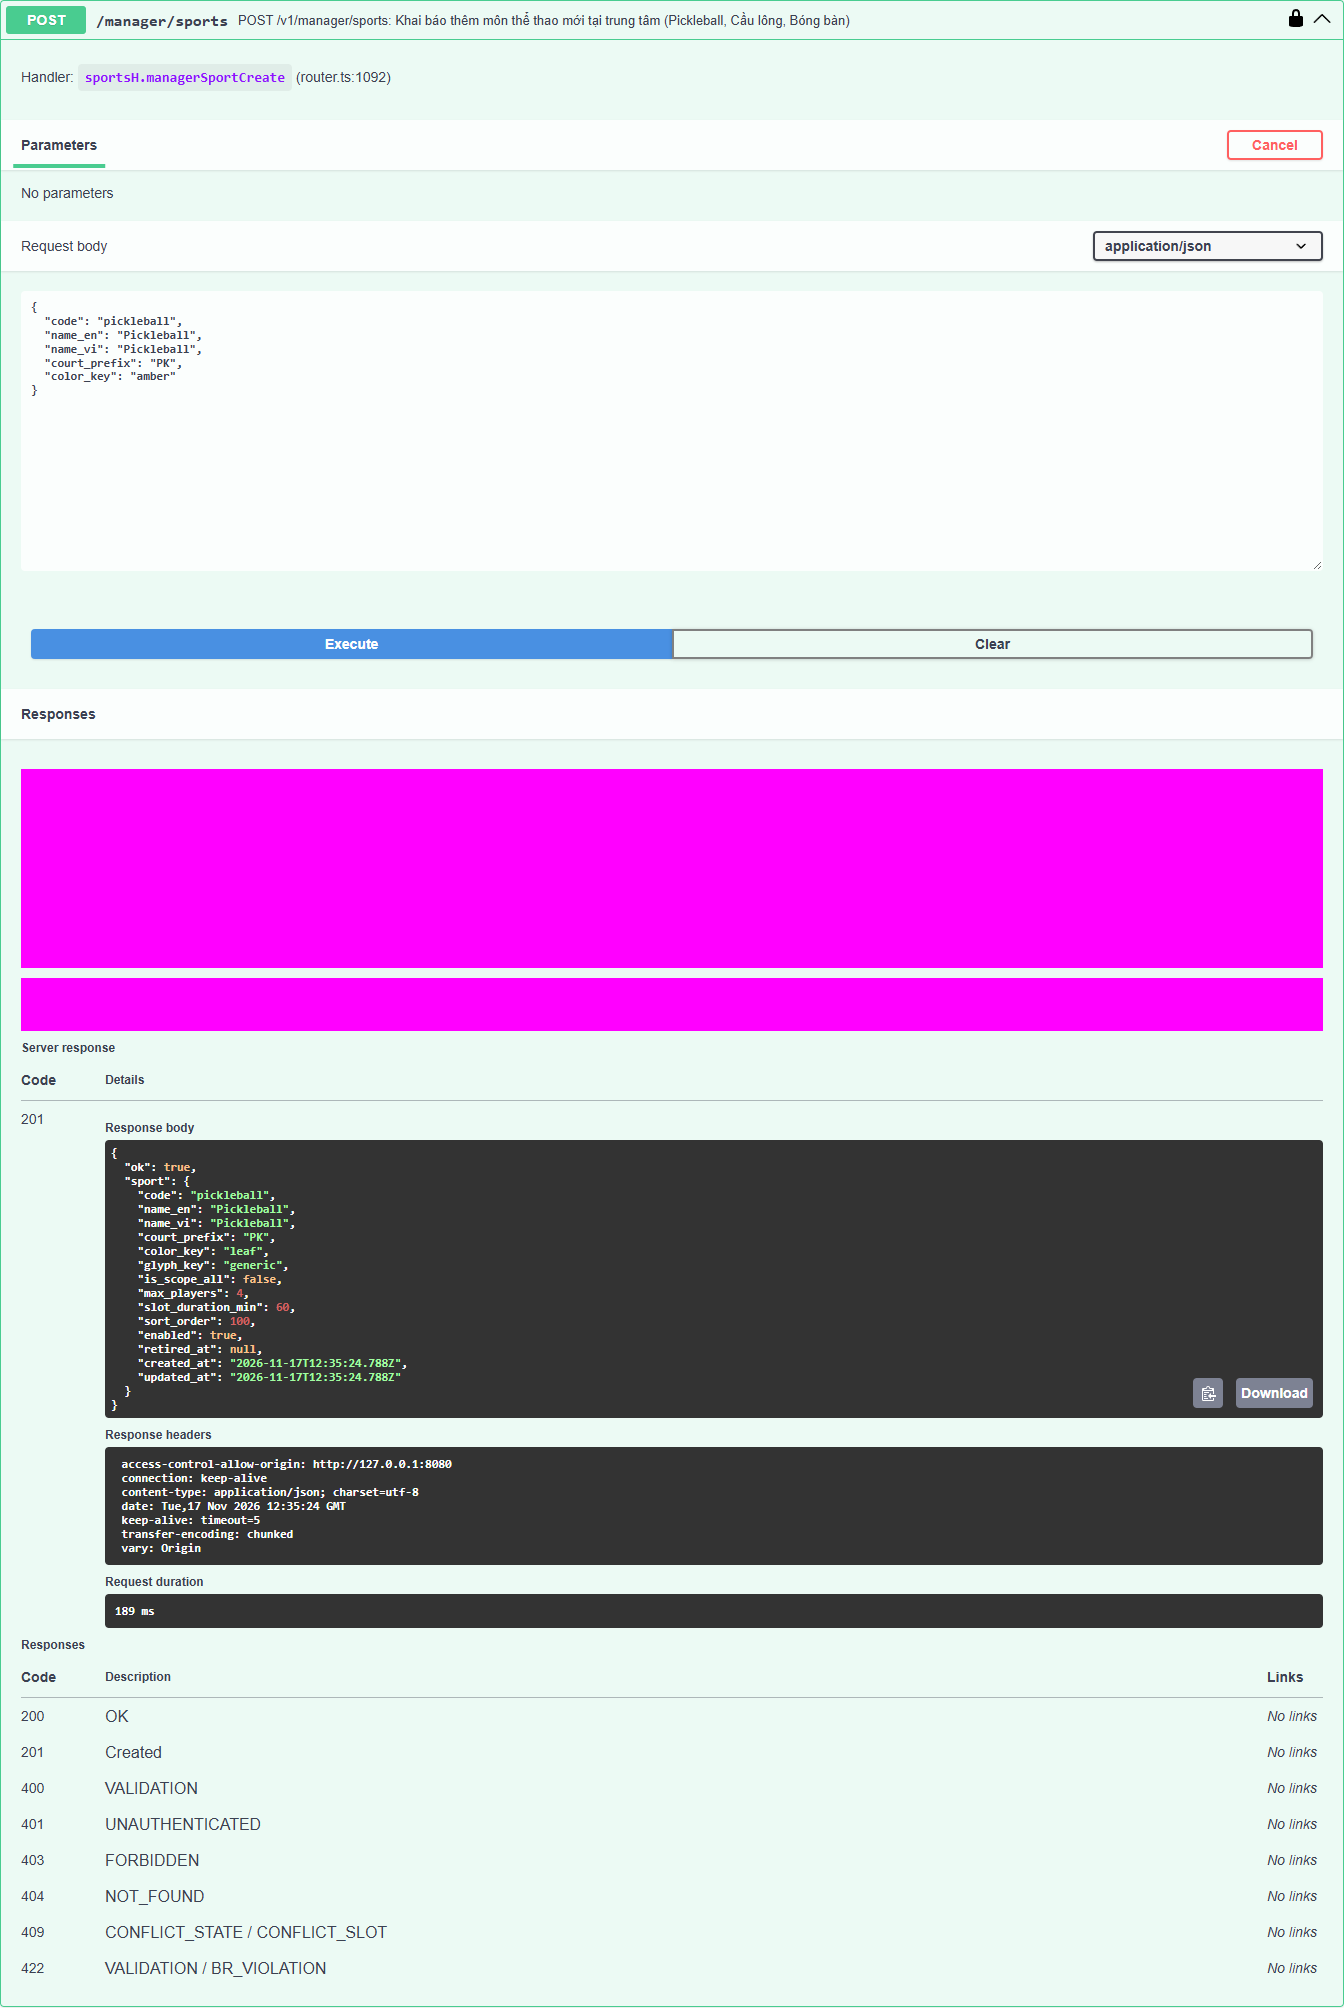 POST /manager/sports POST /v1/manager/sports: Khai báo thêm môn thể thao mới tại trung tâm (Pickleball, Cầu lông, Bóng bàn)
Handler: sportsH.managerSportCreate (router.ts:1092)
Parameters
Cancel
No parameters
Request body
application/json
{
  "code": "pickleball",
  "name_en": "Pickleball",
  "name_vi": "Pickleball",
  "court_prefix": "PK",
  "color_key": "amber"
}
Execute
Clear
Responses
Server response
Code Details
201
Response body
{
  "ok": true,
  "sport": {
    "code": "pickleball",
    "name_en": "Pickleball",
    "name_vi": "Pickleball",
    "court_prefix": "PK",
    "color_key": "leaf",
    "glyph_key": "generic",
    "is_scope_all": false,
    "max_players": 4,
    "slot_duration_min": 60,
    "sort_order": 100,
    "enabled": true,
    "retired_at": null,
    "created_at": "2026-11-17T12:35:24.788Z",
    "updated_at": "2026-11-17T12:35:24.788Z"
  }
}
Download
Response headers
access-control-allow-origin: http://127.0.0.1:8080
connection: keep-alive
content-type: application/json; charset=utf-8
date: Tue,17 Nov 2026 12:35:24 GMT
keep-alive: timeout=5
transfer-encoding: chunked
vary: Origin
Request duration
189 ms
Responses
Code Description Links
200 OK No links
201 Created No links
400 VALIDATION No links
401 UNAUTHENTICATED No links
403 FORBIDDEN No links
404 NOT_FOUND No links
409 CONFLICT_STATE / CONFLICT_SLOT No links
422 VALIDATION / BR_VIOLATION No links